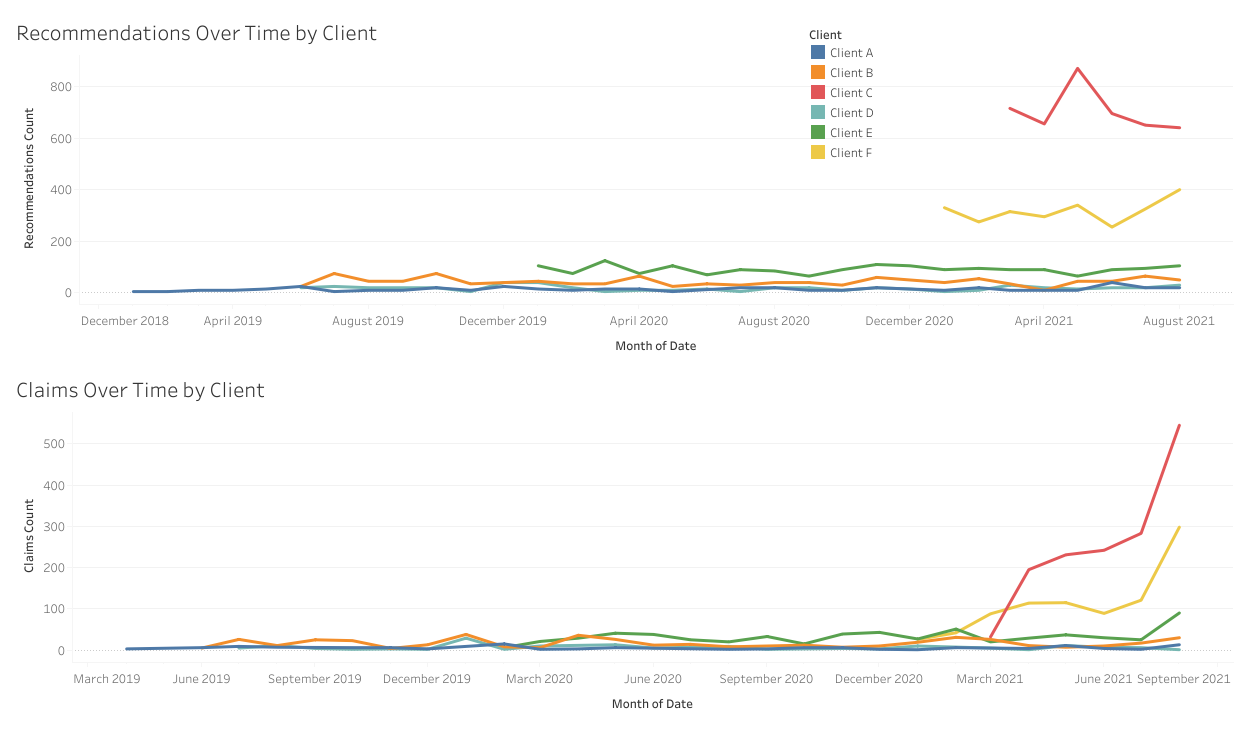 Recommendations Over Time by Client
Client
Client A
Client B
Client C
Client D
Client E
Client F
Recommendations Count
800
600
400
200
0
December 2018 April 2019 August 2019 December 2019 April 2020 August 2020 December 2020 April 2021 August 2021
Month of Date
Claims Over Time by Client
Claims Count
500
400
300
200
100
0
March 2019 June 2019 September 2019 December 2019 March 2020 June 2020 September 2020 December 2020 March 2021 June 2021 September 2021
Month of Date